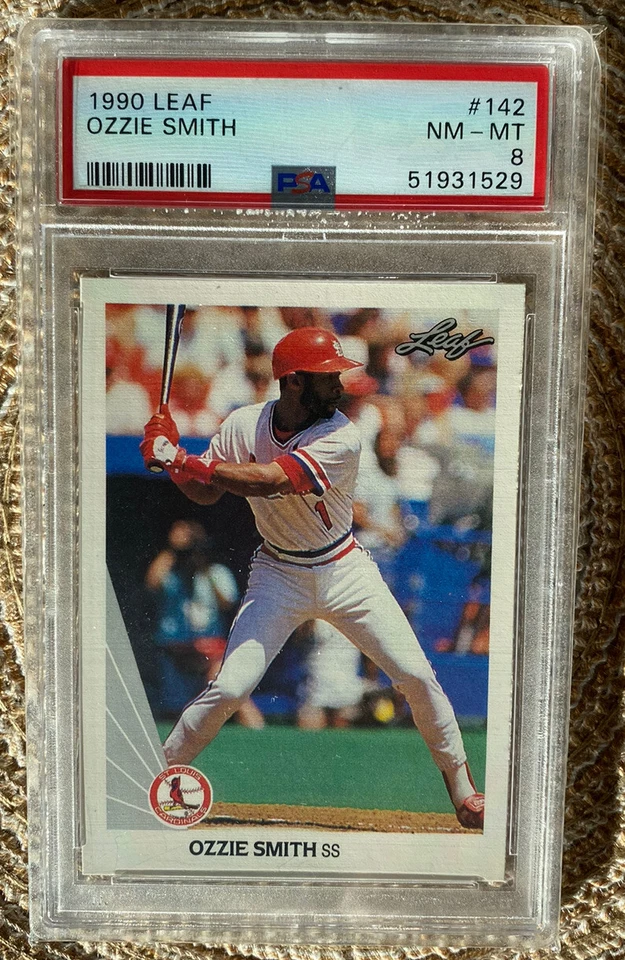 1990 LEAF
#142
OZZIE SMITH
NM - MT
8
PSA
51931529
Leaf
1
ST. LOUIS
CARDINALS
OZZIE SMITH SS